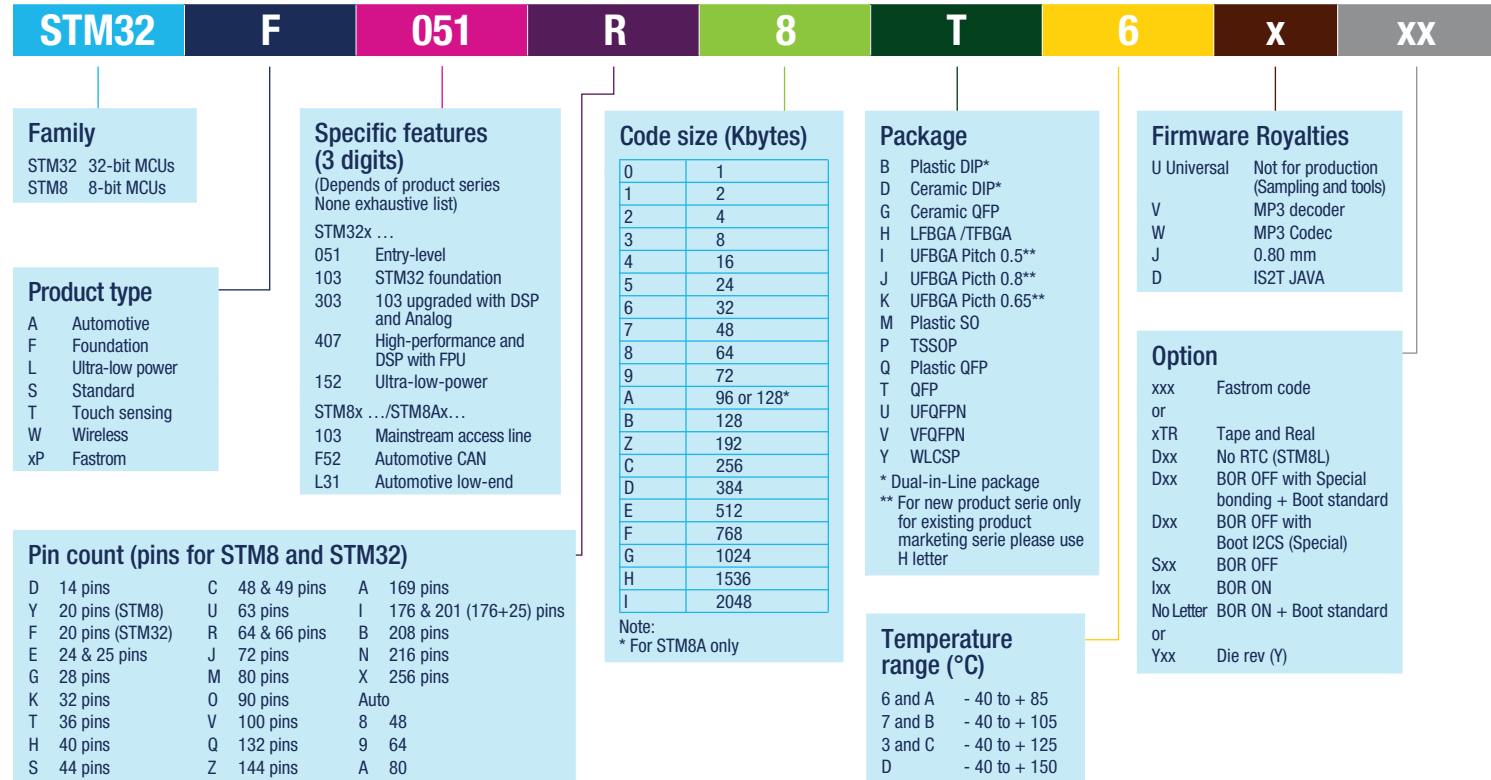 STM32 F 051 R 8 T 6 x xx
Family
STM32 32-bit MCUs
STM8 8-bit MCUs
Product type
A Automotive
F Foundation
L Ultra-low power
S Standard
T Touch sensing
W Wireless
xP Fastrom
Specific features
(3 digits)
(Depends of product series
None exhaustive list)
STM32x ...
051 Entry-level
103 STM32 foundation
303 103 upgraded with DSP
and Analog
407 High-performance and
DSP with FPU
152 Ultra-low-power
STM8x .../STM8Ax...
103 Mainstream access line
F52 Automotive CAN
L31 Automotive low-end
Pin count (pins for STM8 and STM32)
D 14 pins C 48 & 49 pins A 169 pins
Y 20 pins (STM8) U 63 pins I 176 & 201 (176+25) pins
F 20 pins (STM32) R 64 & 66 pins B 208 pins
E 24 & 25 pins J 72 pins N 216 pins
G 28 pins M 80 pins X 256 pins
K 32 pins O 90 pins Auto
T 36 pins V 100 pins 8 48
H 40 pins Q 132 pins 9 64
S 44 pins Z 144 pins A 80
Code size (Kbytes)
0 1
1 2
2 4
3 8
4 16
5 24
6 32
7 48
8 64
9 72
A 96 or 128*
B 128
Z 192
C 256
D 384
E 512
F 768
G 1024
H 1536
I 2048
Note:
* For STM8A only
Package
B Plastic DIP*
D Ceramic DIP*
G Ceramic QFP
H LFBGA /TFBGA
I UFBGA Pitch 0.5**
J UFBGA Picth 0.8**
K UFBGA Picth 0.65**
M Plastic SO
P TSSOP
Q Plastic QFP
T QFP
U UFQFPN
V VFQFPN
Y WLCSP
* Dual-in-Line package
** For new product serie only
for existing product
marketing serie please use
H letter
Temperature
range (°C)
6 and A - 40 to + 85
7 and B - 40 to + 105
3 and C - 40 to + 125
D - 40 to + 150
Firmware Royalties
U Universal Not for production
(Sampling and tools)
V MP3 decoder
W MP3 Codec
J 0.80 mm
D IS2T JAVA
Option
xxx Fastrom code
or
xTR Tape and Real
Dxx No RTC (STM8L)
Dxx BOR OFF with Special
bonding + Boot standard
Dxx BOR OFF with
Boot I2CS (Special)
Sxx BOR OFF
Ixx BOR ON
No Letter BOR ON + Boot standard
or
Yxx Die rev (Y)